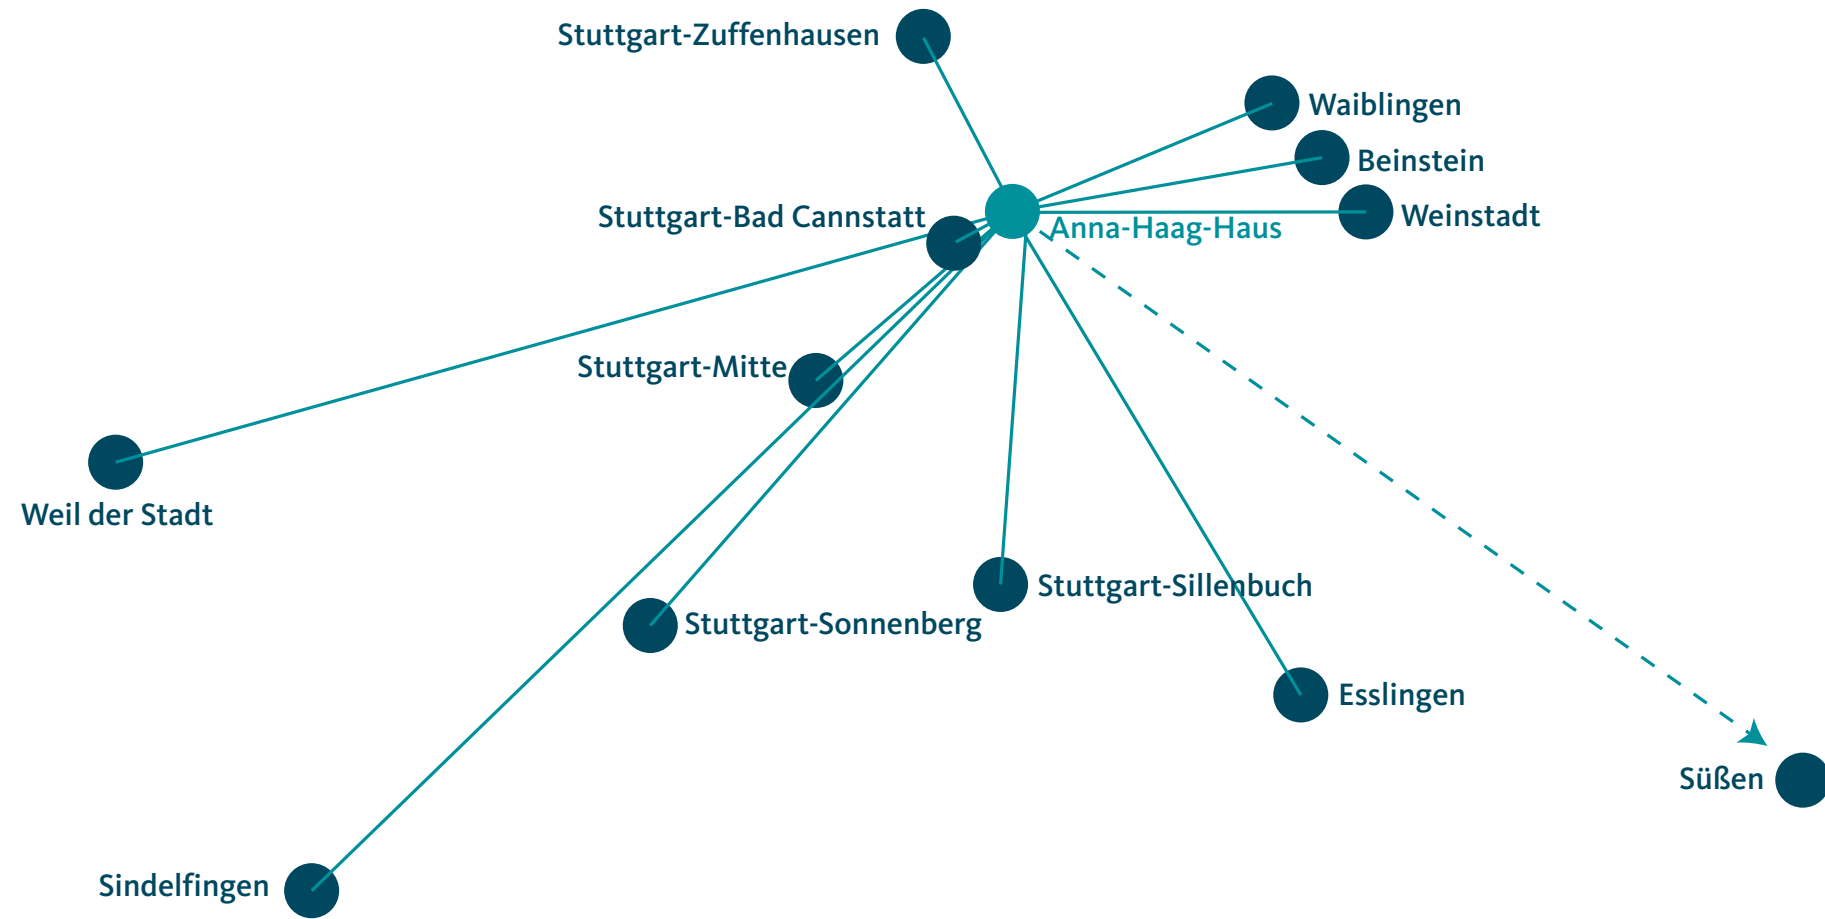 Stuttgart-Zuffenhausen
Waiblingen
Beinstein
Stuttgart-Bad Cannstatt
Weinstadt
Anna-Haag-Haus
Stuttgart-Mitte
Weil der Stadt
Stuttgart-Sillenbuch
Stuttgart-Sonnenberg
Esslingen
Süßen
Sindelfingen